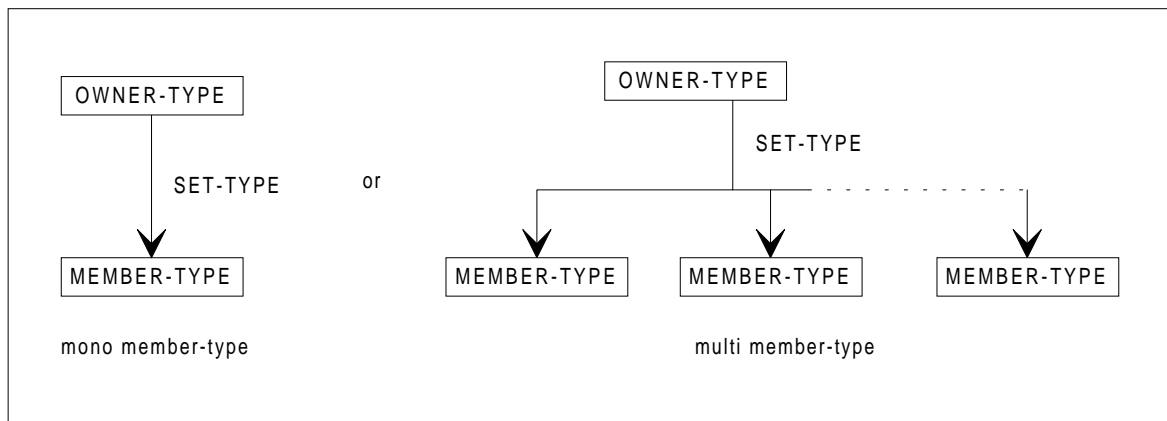 OWNER-TYPE
SET-TYPE
MEMBER-TYPE
mono member-type
or
OWNER-TYPE
SET-TYPE
MEMBER-TYPE
MEMBER-TYPE
MEMBER-TYPE
multi member-type